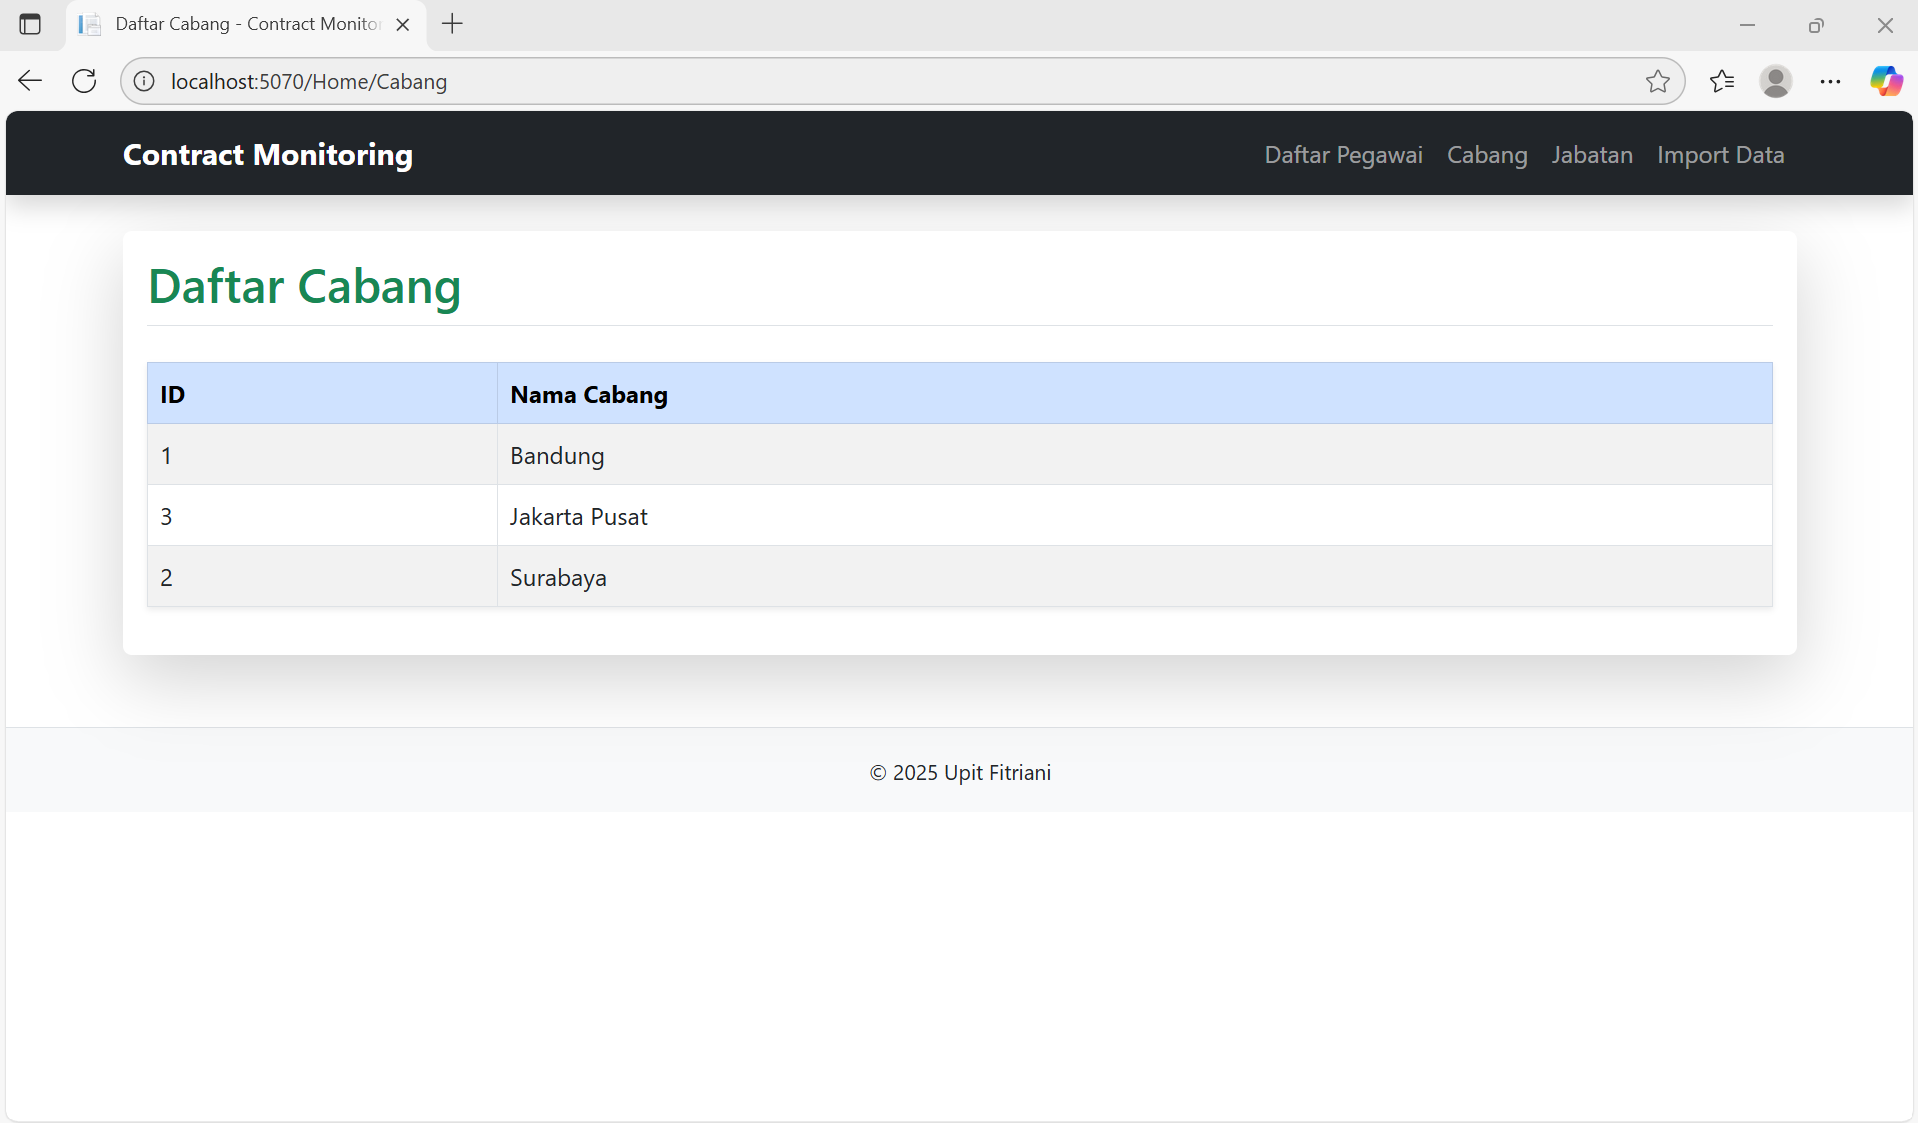 Daftar Cabang - Contract Monito
localhost:5070/Home/Cabang
Contract Monitoring Daftar Pegawai Cabang Jabatan Import Data
Daftar Cabang
ID Nama Cabang
1 Bandung
3 Jakarta Pusat
2 Surabaya
© 2025 Upit Fitriani